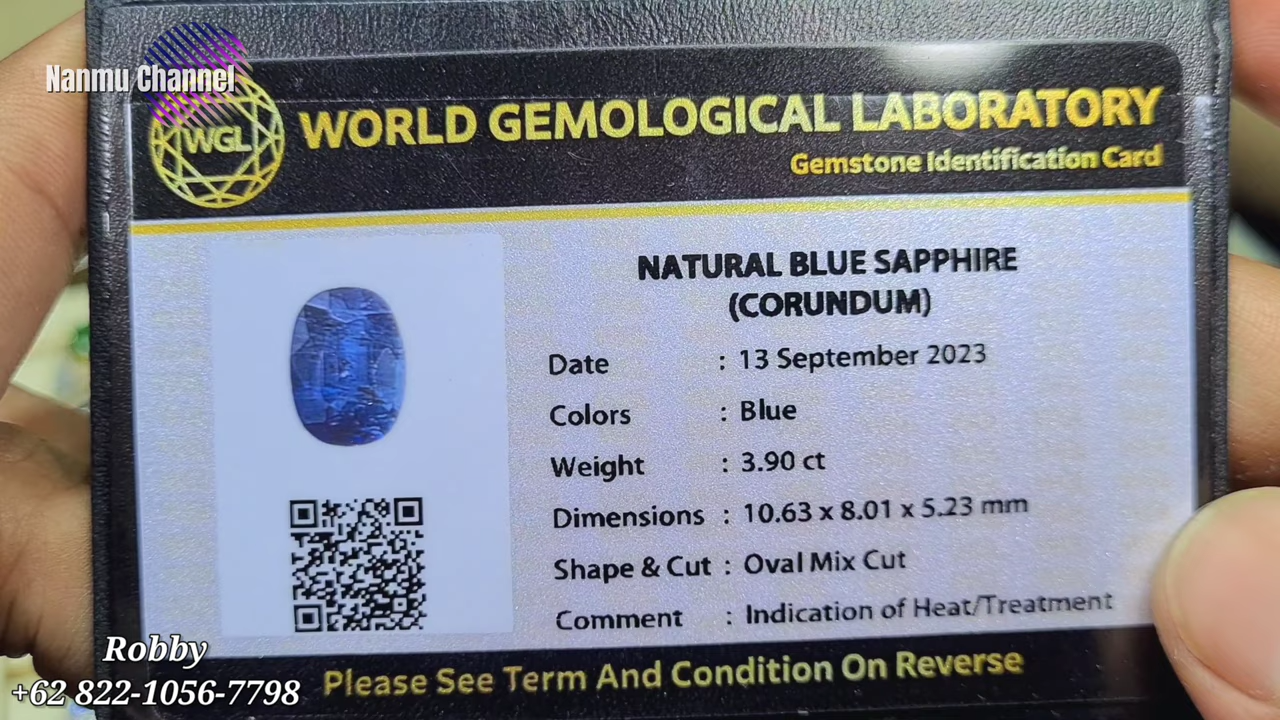 Nanmu Channel
WGL
WORLD GEMOLOGICAL LABORATORY
Gemstone Identification Card
NATURAL BLUE SAPPHIRE
(CORUNDUM)
Date : 13 September 2023
Colors : Blue
Weight : 3.90 ct
Dimensions : 10.63 x 8.01 x 5.23 mm
Shape & Cut : Oval Mix Cut
Comment : Indication of Heat/Treatment
Please See Term And Condition On Reverse
Robby
+62 822-1056-7798